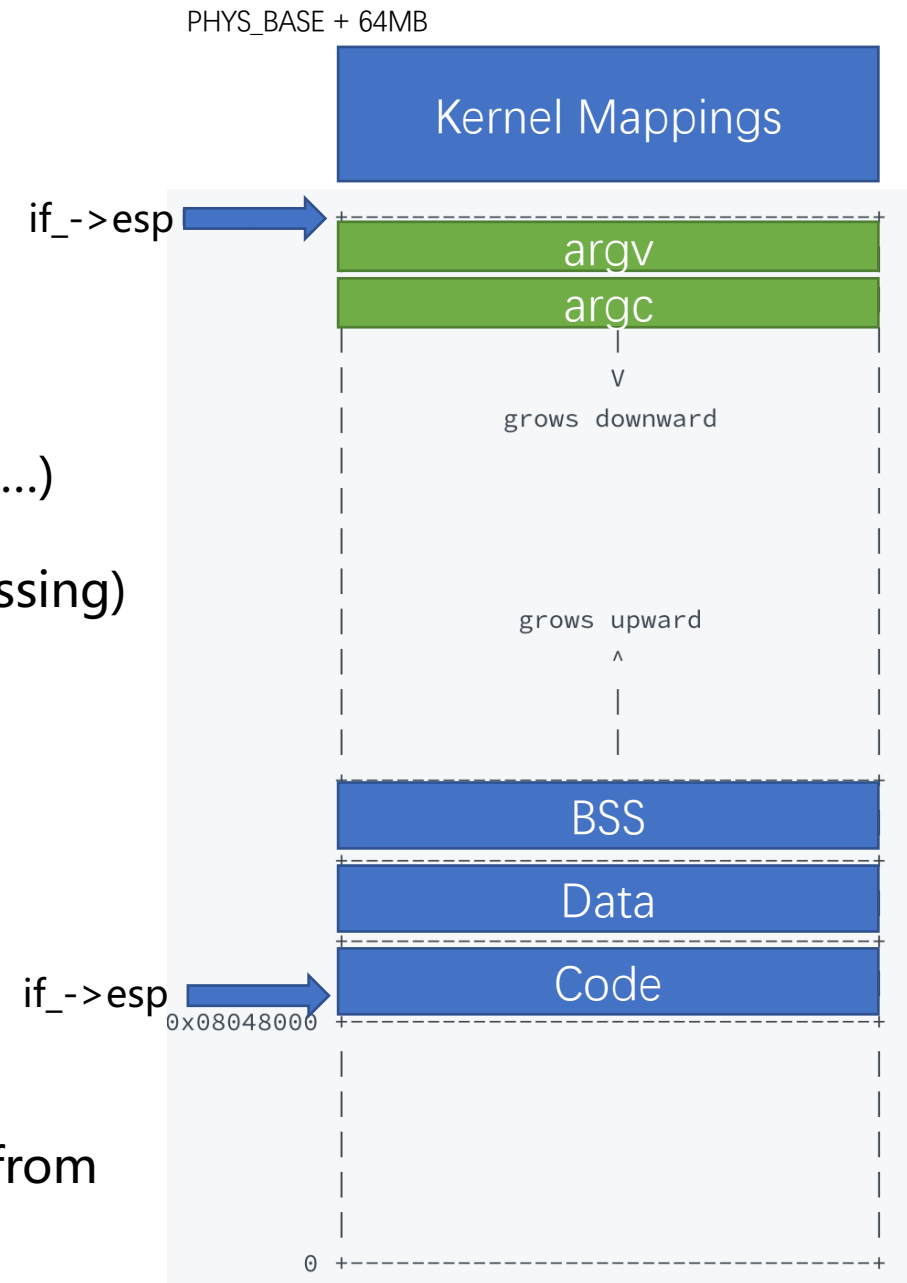 PHYS_BASE + 64MB
Kernel Mappings
if_->esp
argv
argc
V
grows downward
...)
ssing)
grows upward
^
BSS
Data
Code
if_->esp
0x08048000
from
0